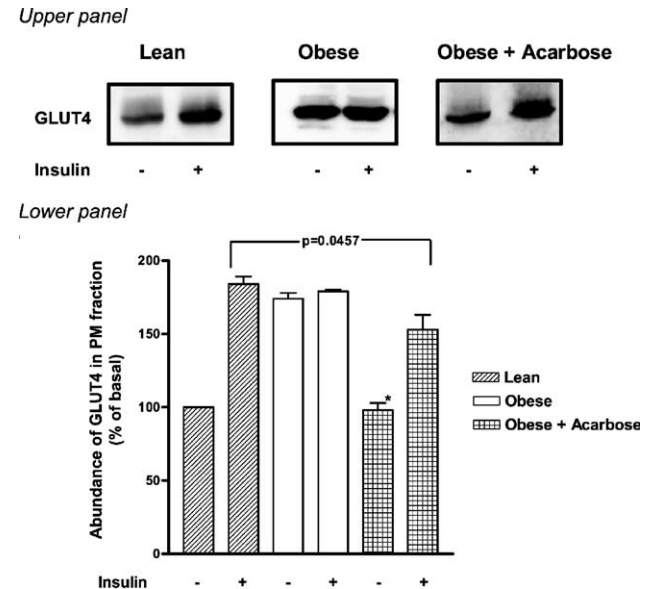 Upper panel
Lean Obese Obese + Acarbose
GLUT4
Insulin - + - + - +
Lower panel
p=0.0457
Abundance of GLUT4 in PM fraction
(% of basal)
200
150
100
50
0
*
Lean
Obese
Obese + Acarbose
Insulin - + - + - +